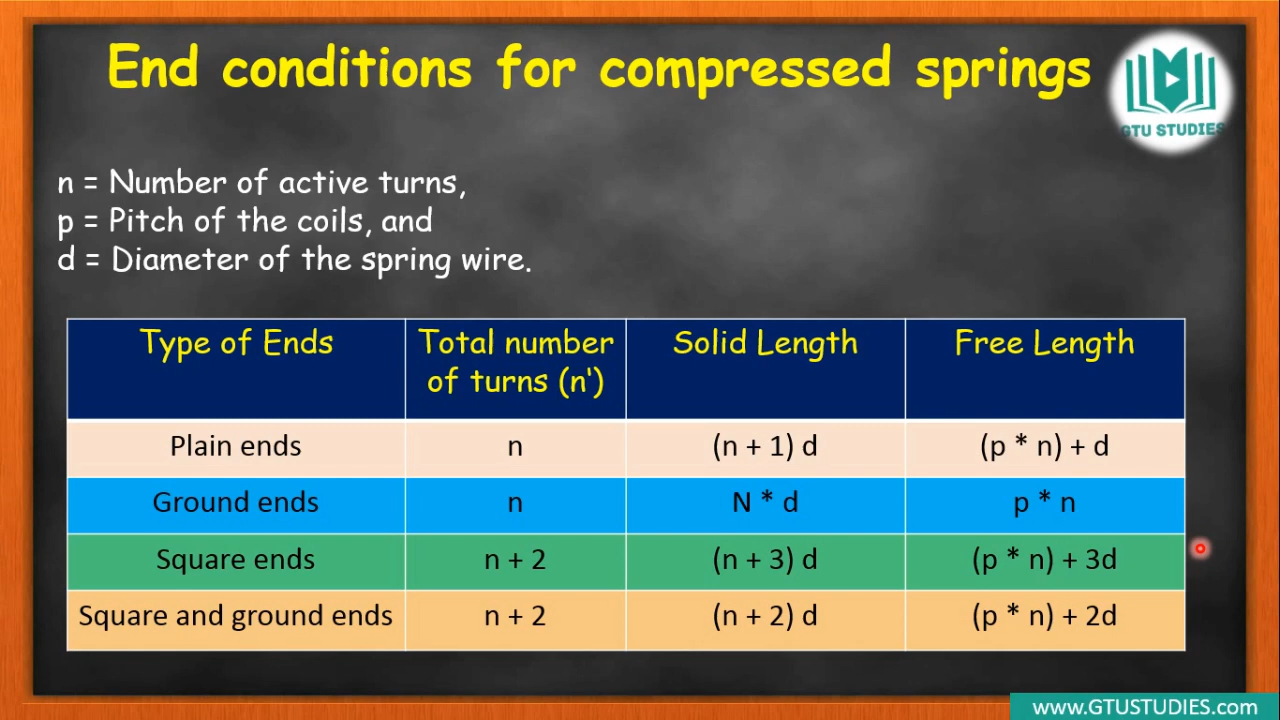 End conditions for compressed springs
GTU STUDIES
n = Number of active turns,
p = Pitch of the coils, and
d = Diameter of the spring wire.
Type of Ends
Total number
of turns (n')
Solid Length
Free Length
Plain ends
n
(n + 1) d
(p * n) + d
Ground ends
n
N * d
p * n
Square ends
n + 2
(n + 3) d
(p * n) + 3d
Square and ground ends
n + 2
(n + 2) d
(p * n) + 2d
www.GTUSTUDIES.com